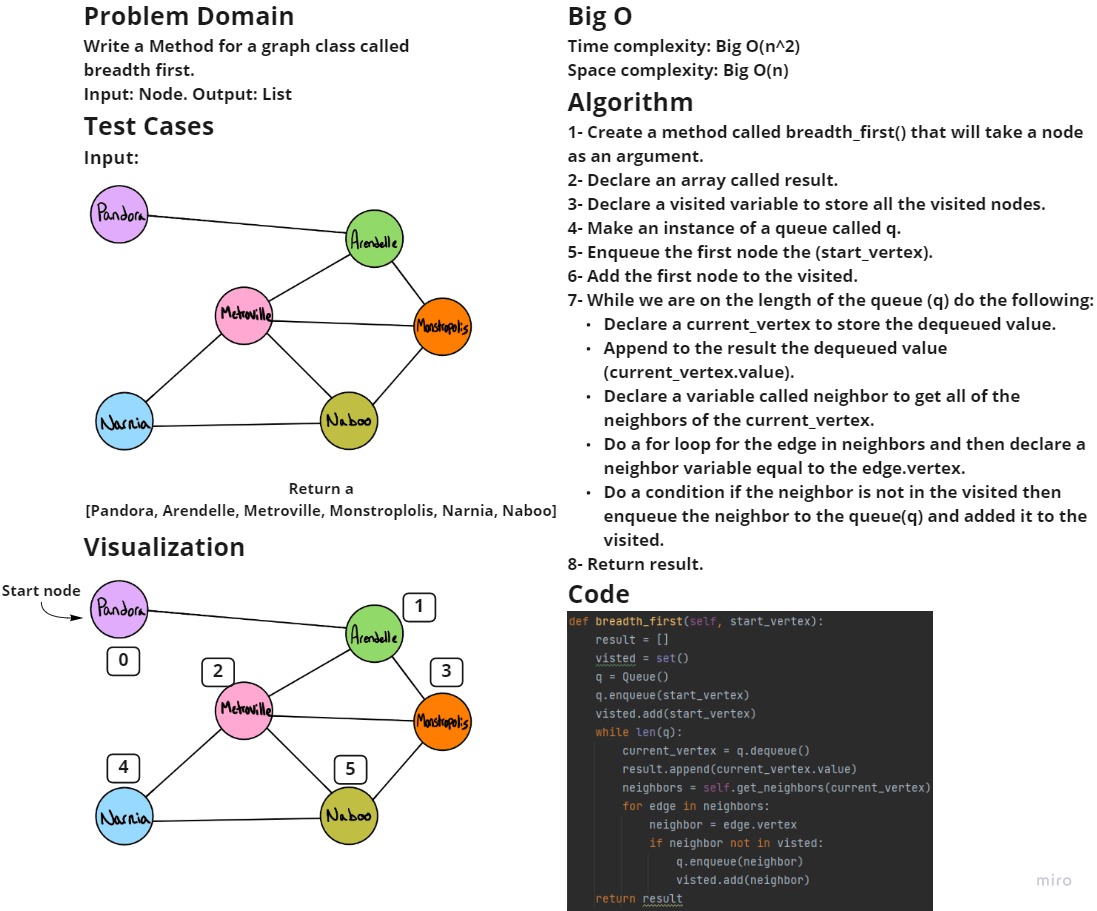 Problem Domain
Write a Method for a graph class called
breadth first.
Input: Node. Output: List
Test Cases
Input:
Pandora
Arendelle
Metroville
Monstropolis
Narnia
Naboo
Return a
[Pandora, Arendelle, Metroville, Monstroplolis, Narnia, Naboo]
Visualization
Start node
Pandora
0
Arendelle
1
Metroville
2
Monstropolis
3
Narnia
4
Naboo
5
Big O
Time complexity: Big O(n^2)
Space complexity: Big O(n)
Algorithm
1- Create a method called breadth_first() that will take a node
as an argument.
2- Declare an array called result.
3- Declare a visited variable to store all the visited nodes.
4- Make an instance of a queue called q.
5- Enqueue the first node the (start_vertex).
6- Add the first node to the visited.
7- While we are on the length of the queue (q) do the following:
• Declare a current_vertex to store the dequeued value.
• Append to the result the dequeued value
(current_vertex.value).
• Declare a variable called neighbor to get all of the
neighbors of the current_vertex.
• Do a for loop for the edge in neighbors and then declare a
neighbor variable equal to the edge.vertex.
• Do a condition if the neighbor is not in the visited then
enqueue the neighbor to the queue(q) and added it to the
visited.
8- Return result.
Code
def breadth_first(self, start_vertex):
result = []
visted = set()
q = Queue()
q.enqueue(start_vertex)
visted.add(start_vertex)
while len(q):
current_vertex = q.dequeue()
result.append(current_vertex.value)
neighbors = self.get_neighbors(current_vertex)
for edge in neighbors:
neighbor = edge.vertex
if neighbor not in visted:
q.enqueue(neighbor)
visted.add(neighbor)
return result
miro